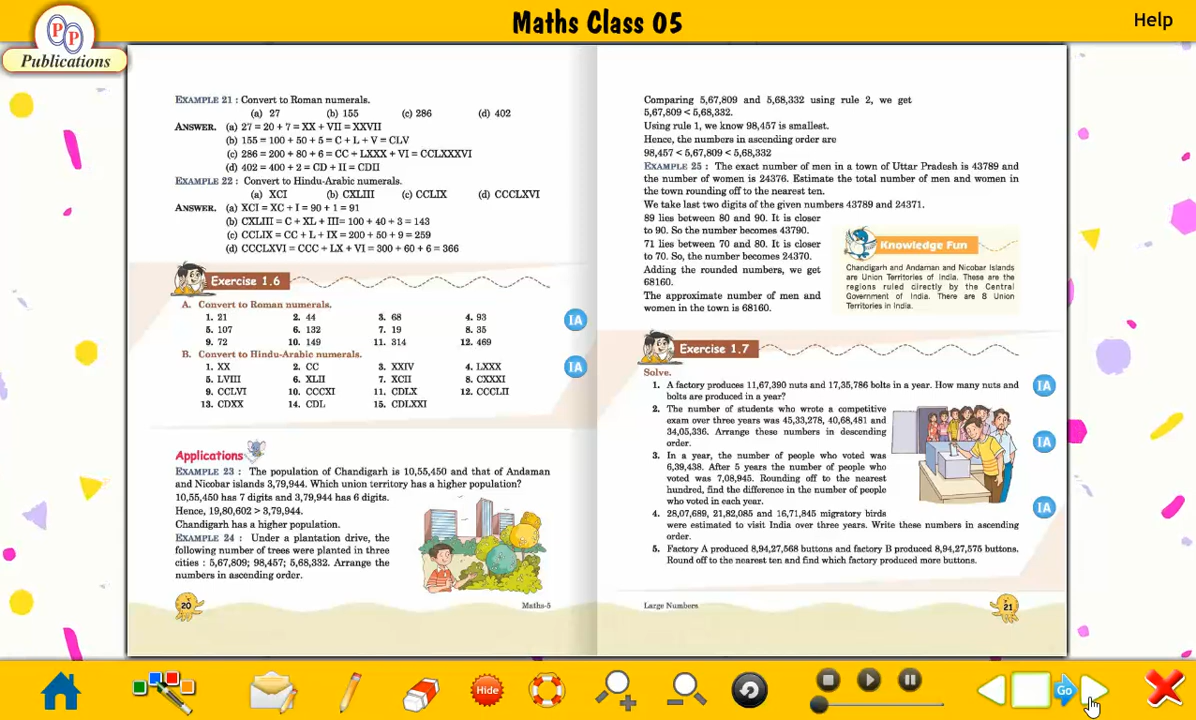 Maths Class 05
Help
PP
Publications
EXAMPLE 21 : Convert to Roman numerals.
(a) 27 (b) 155 (c) 286 (d) 402
ANSWER. (a) 27 = 20 + 7 = XX + VII = XXVII
(b) 155 = 100 + 50 + 5 = C + L + V = CLV
(c) 286 = 200 + 80 + 6 = CC + LXXX + VI = CCLXXXVI
(d) 402 = 400 + 2 = CD + II = CDII
EXAMPLE 22 : Convert to Hindu-Arabic numerals.
(a) XCI (b) CXLIII (c) CCLIX (d) CCCLXVI
ANSWER. (a) XCI = XC + I = 90 + 1 = 91
(b) CXLIII = C + XL + III= 100 + 40 + 3 = 143
(c) CCLIX = CC + L + IX = 200 + 50 + 9 = 259
(d) CCCLXVI = CCC + LX + VI = 300 + 60 + 6 = 366
Exercise 1.6
A. Convert to Roman numerals.
1. 21 2. 44 3. 68 4. 93
5. 107 6. 132 7. 19 8. 35
9. 72 10. 149 11. 314 12. 469
IA
B. Convert to Hindu-Arabic numerals.
1. XX 2. CC 3. XXIV 4. LXXX
5. LVIII 6. XLII 7. XCII 8. CXXXI
9. CCLVI 10. CCCXI 11. CDLX 12. CCCLII
13. CDXX 14. CDL 15. CDLXXI
IA
Applications
EXAMPLE 23 : The population of Chandigarh is 10,55,450 and that of Andaman
and Nicobar islands 3,79,944. Which union territory has a higher population?
10,55,450 has 7 digits and 3,79,944 has 6 digits.
Hence, 19,80,602 > 3,79,944.
Chandigarh has a higher population.
EXAMPLE 24 : Under a plantation drive, the
following number of trees were planted in three
cities : 5,67,809; 98,457; 5,68,332. Arrange the
numbers in ascending order.
20
Maths-5
Comparing 5,67,809 and 5,68,332 using rule 2, we get
5,67,809 < 5,68,332.
Using rule 1, we know 98,457 is smallest.
Hence, the numbers in ascending order are
98,457 < 5,67,809 < 5,68,332
EXAMPLE 25 : The exact number of men in a town of Uttar Pradesh is 43789 and
the number of women is 24376. Estimate the total number of men and women in
the town rounding off to the nearest ten.
We take last two digits of the given numbers 43789 and 24371.
89 lies between 80 and 90. It is closer
to 90. So the number becomes 43790.
71 lies between 70 and 80. It is closer
to 70. So, the number becomes 24370.
Adding the rounded numbers, we get
68160.
The approximate number of men and
women in the town is 68160.
Knowledge Fun
Chandigarh and Andaman and Nicobar Islands
are Union Territories of India. These are the
regions ruled directly by the Central
Government of India. There are 8 Union
Territories in India.
Exercise 1.7
Solve.
1. A factory produces 11,67,390 nuts and 17,35,786 bolts in a year. How many nuts and
bolts are produced in a year?
IA
2. The number of students who wrote a competitive
exam over three years was 45,33,278, 40,68,481 and
34,05,336. Arrange these numbers in descending
order.
IA
3. In a year, the number of people who voted was
6,39,438. After 5 years the number of people who
voted was 7,08,945. Rounding off to the nearest
hundred, find the difference in the number of people
who voted in each year.
IA
4. 28,07,689, 21,82,085 and 16,71,845 migratory birds
were estimated to visit India over three years. Write these numbers in ascending
order.
5. Factory A produced 8,94,27,568 buttons and factory B produced 8,94,27,575 buttons.
Round off to the nearest ten and find which factory produced more buttons.
Large Numbers
21
Hide
Go